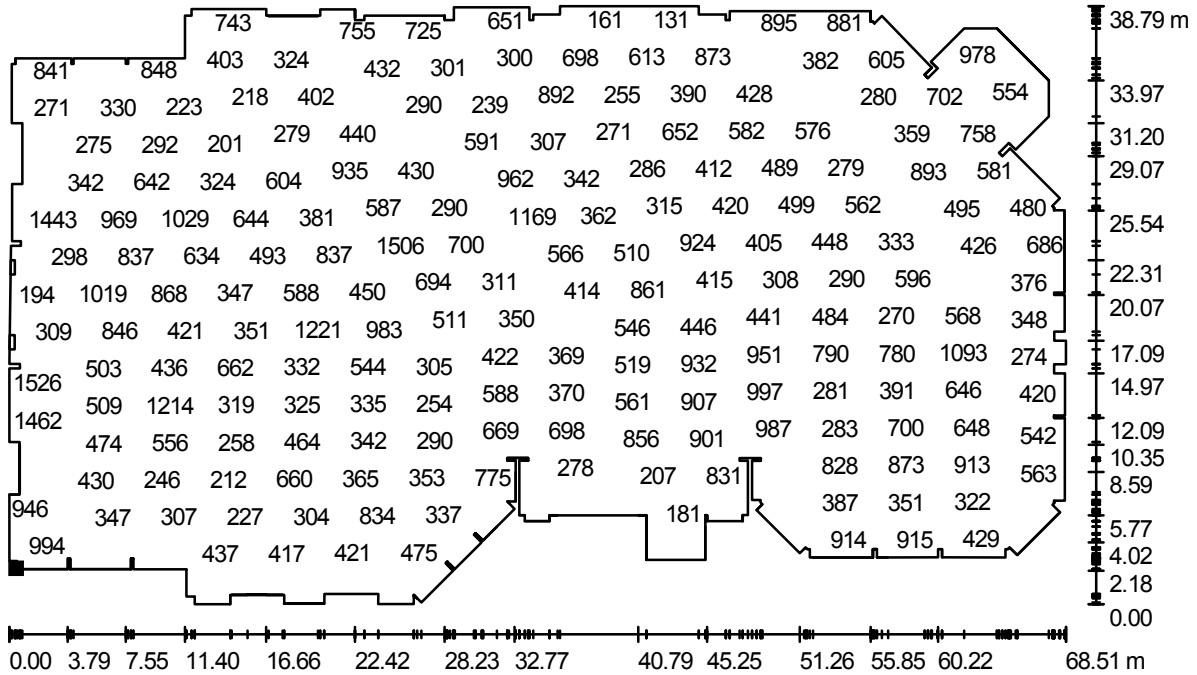 743 755 725 651 161 131 895 881 38.79 m
841 848 403 324 432 301 300 698 613 873 382 605 978
271 330 223 218 402 290 239 892 255 390 428 280 702 554 33.97
275 292 201 279 440 591 307 271 652 582 576 359 758 31.20
342 642 324 604 935 430 962 342 286 412 489 279 893 581 29.07
1443 969 1029 644 381 587 290 1169 362 315 420 499 562 495 480 25.54
298 837 634 493 837 1506 700 566 510 924 405 448 333 426 686
194 1019 868 347 588 450 694 311 414 861 415 308 290 596 376 22.31
309 846 421 351 1221 983 511 350 546 446 441 484 270 568 348 20.07
1526 503 436 662 332 544 305 422 369 519 932 951 790 780 1093 274 17.09
1462 509 1214 319 325 335 254 588 370 561 907 997 281 391 646 420 14.97
474 556 258 464 342 290 669 698 856 901 987 283 700 648 542 12.09
430 246 212 660 365 353 775 278 207 831 828 873 913 563 10.35
8.59
946 347 307 227 304 834 337 181 387 351 322 5.77
994 437 417 421 475 914 915 429 4.02
2.18
0.00
0.00 3.79 7.55 11.40 16.66 22.42 28.23 32.77 40.79 45.25 51.26 55.85 60.22 68.51 m